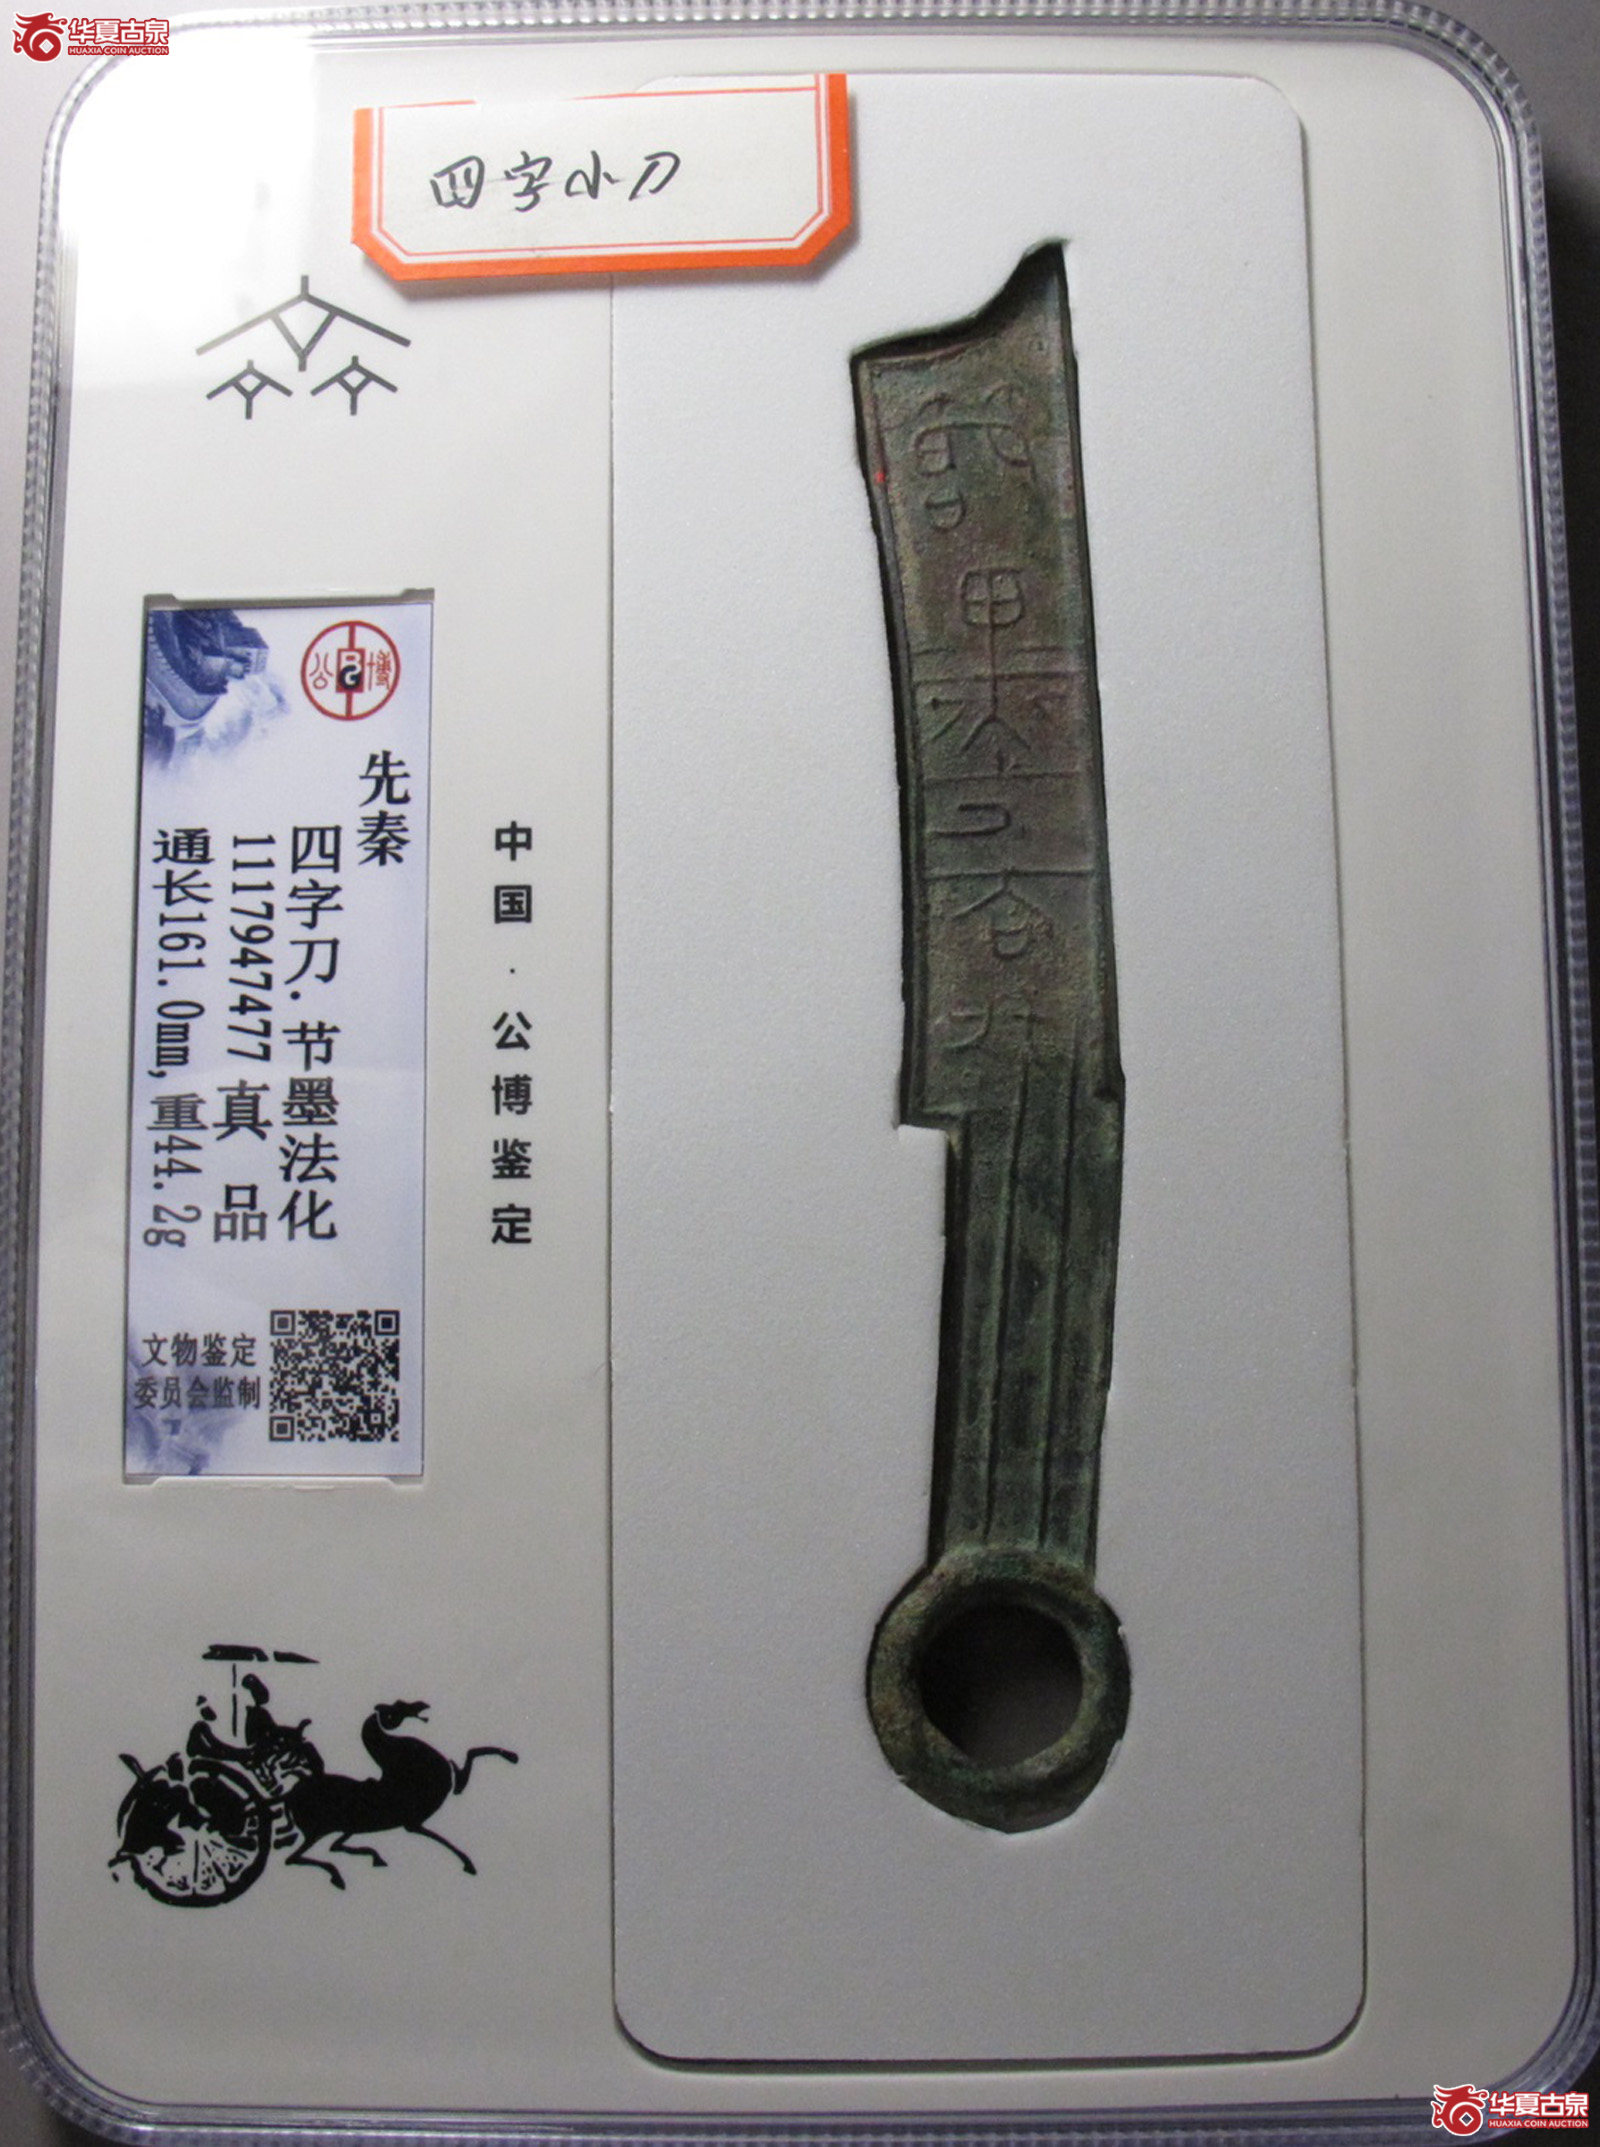 华夏古泉
HUAXIA COIN AUCTION
四字小刀
公博
先秦
四字刀.节墨法化
1117947477 真品
通长161.0mm,重44.2g
文物鉴定
委员会监制
中国·公博鉴定
华夏古泉
HUAXIA COIN AUCTION